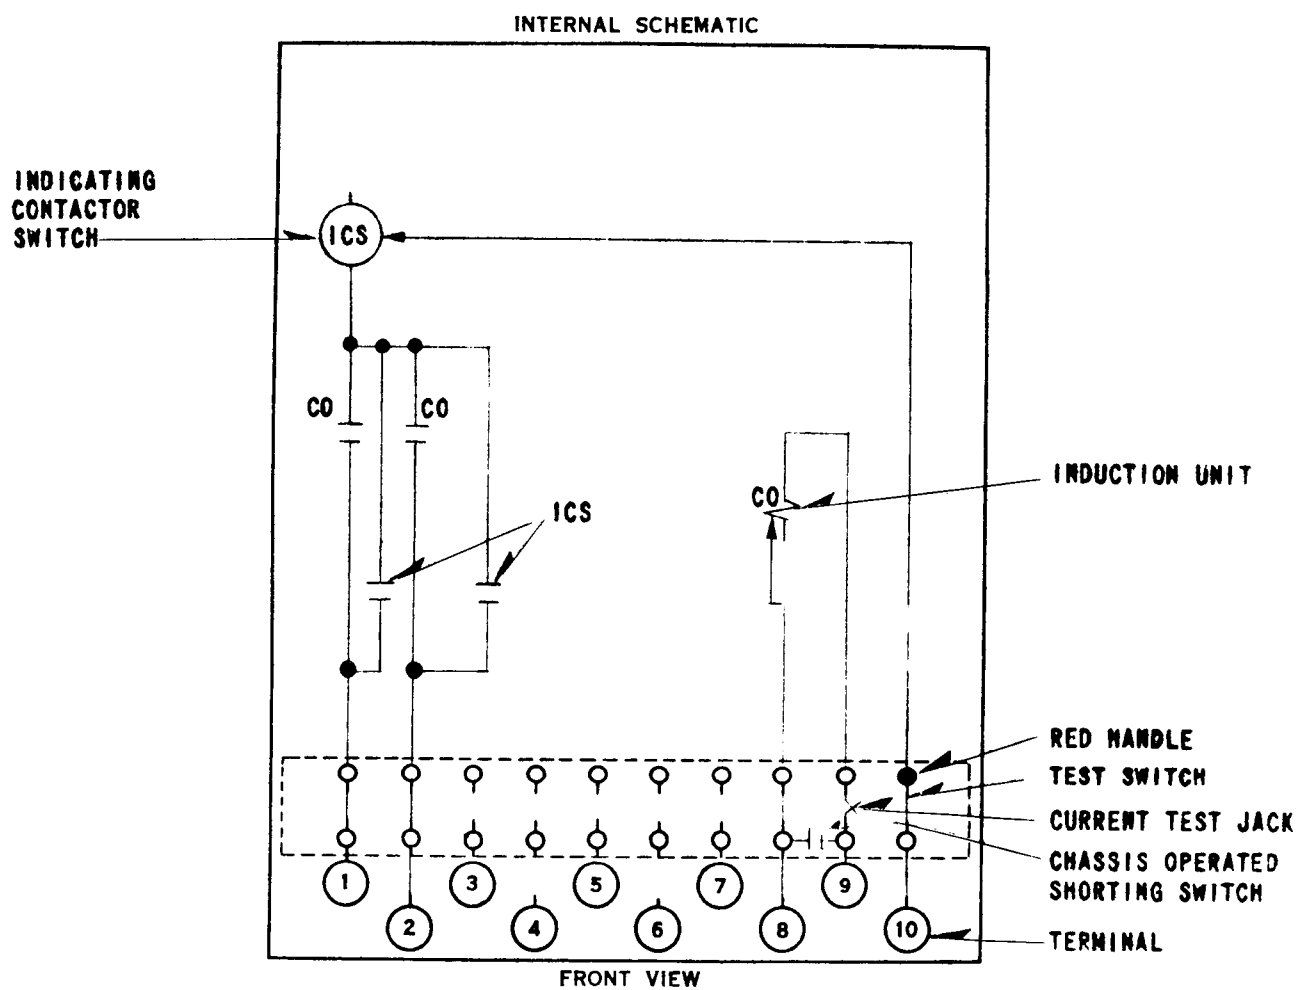 INTERNAL SCHEMATIC
INDICATING
CONTACTOR
SWITCH
ICS
CO
CO
ICS
CO
INDUCTION UNIT
RED HANDLE
TEST SWITCH
CURRENT TEST JACK
CHASSIS OPERATED
SHORTING SWITCH
1
3
5
7
9
2
4
6
8
10
TERMINAL
FRONT VIEW